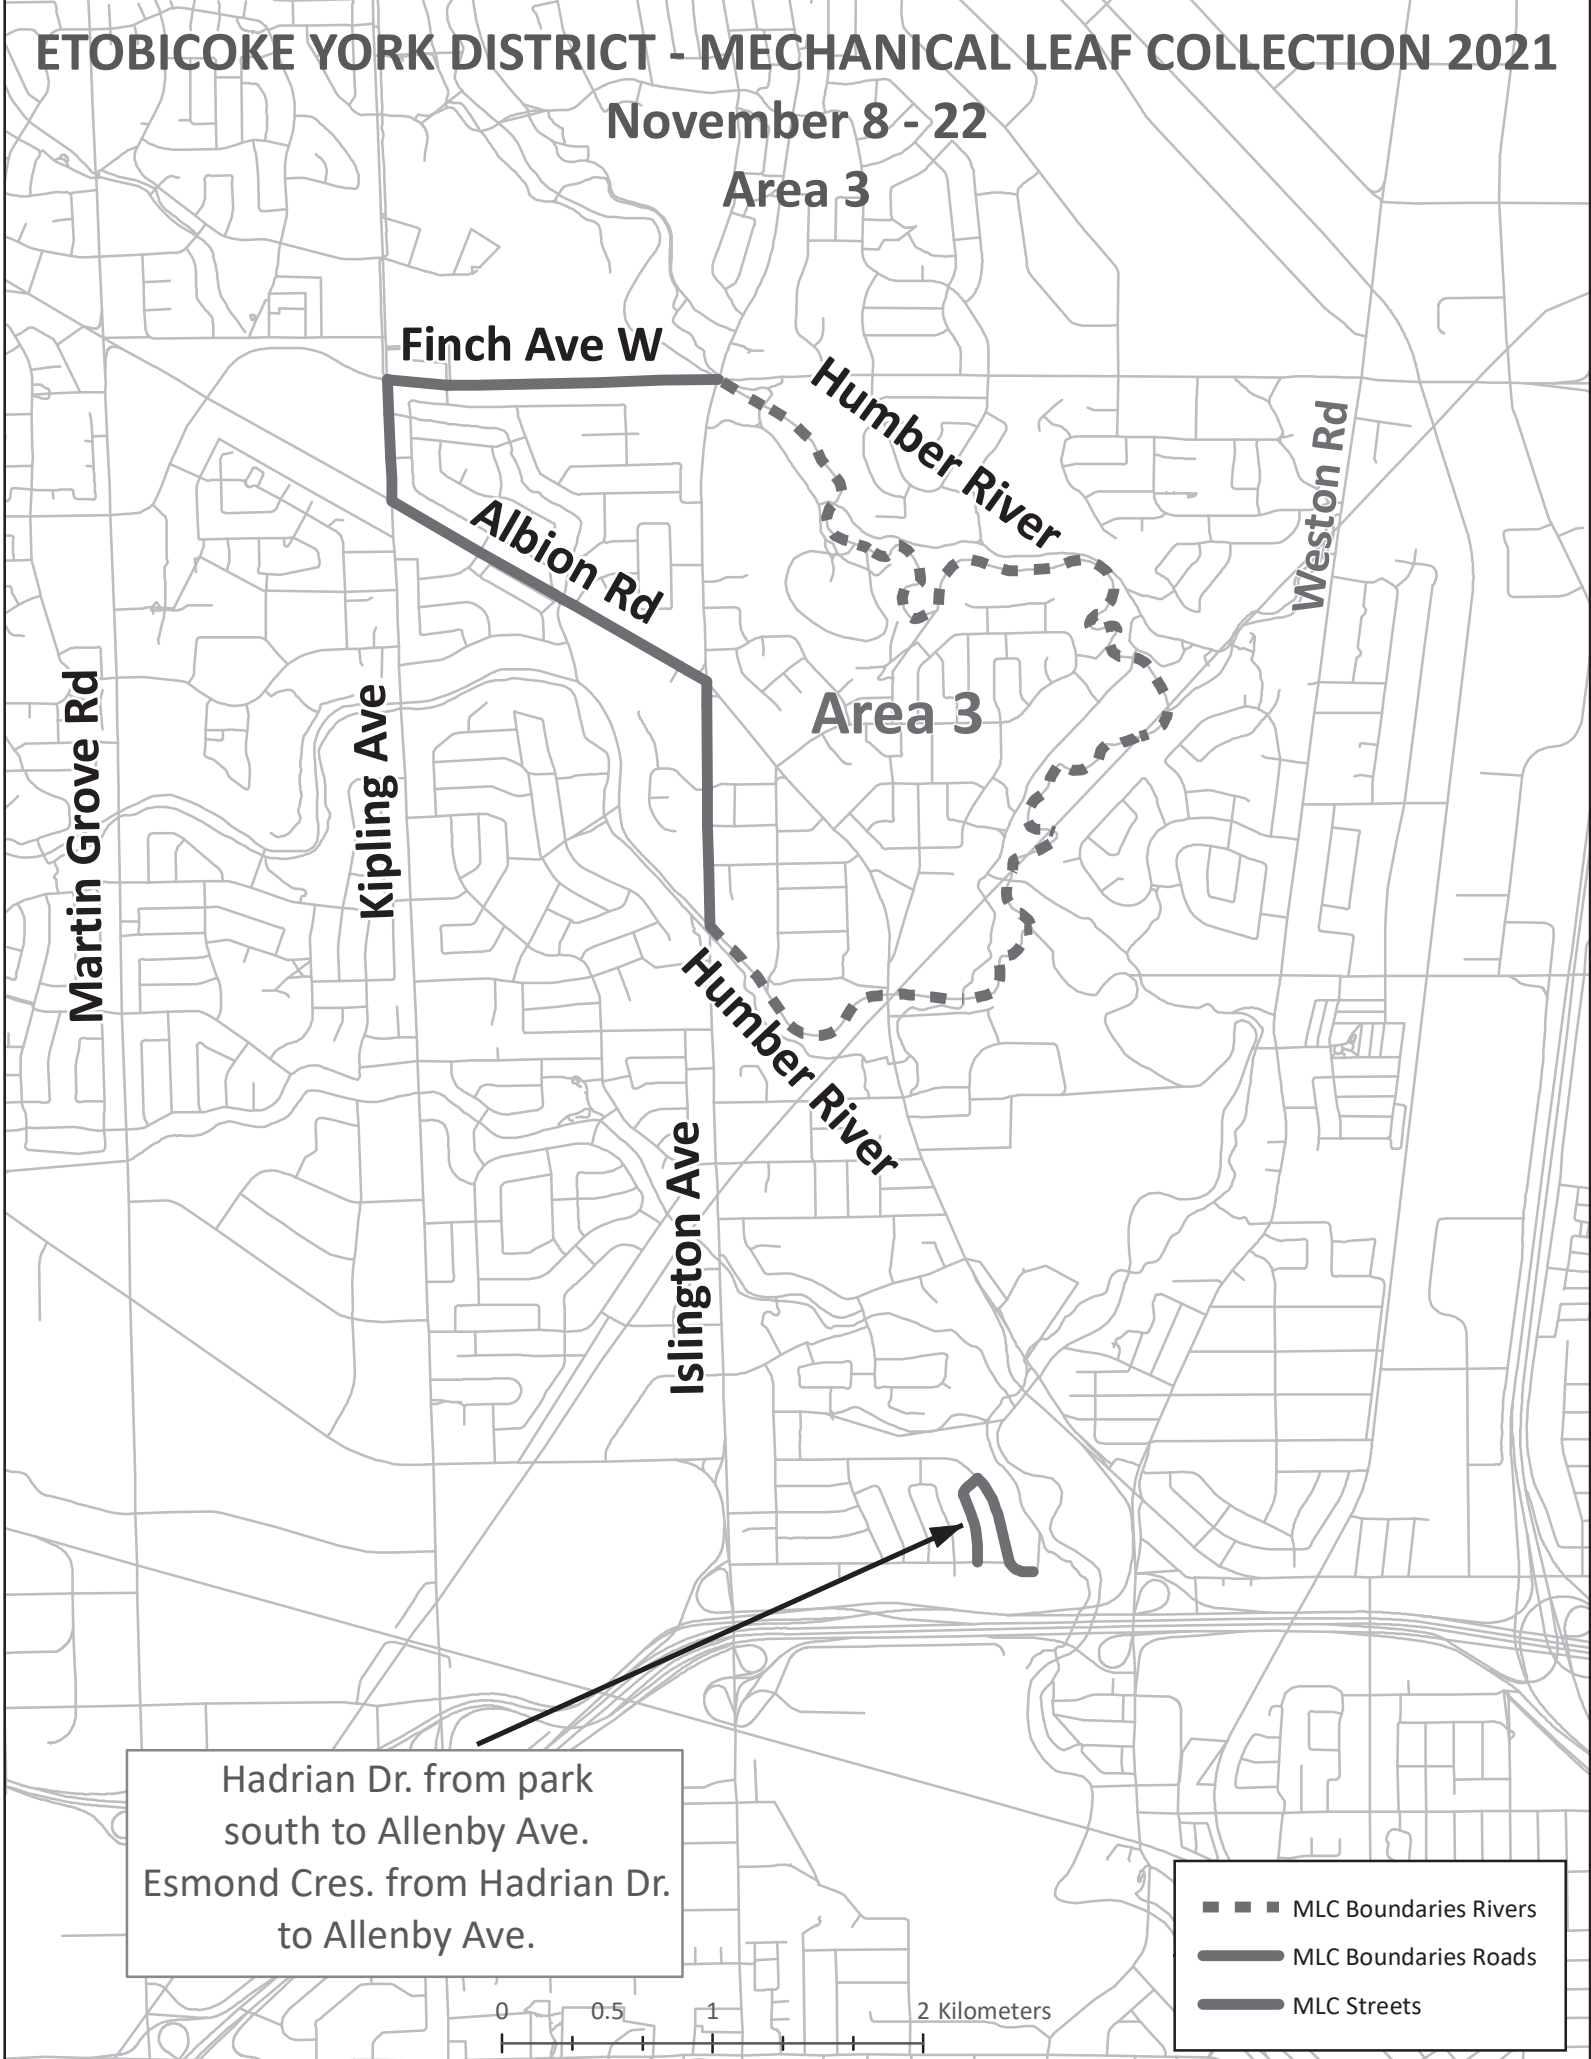 ETOBICOKE YORK DISTRICT - MECHANICAL LEAF COLLECTION 2021
November 8 - 22
Area 3
Finch Ave W
Humber River
Weston Rd
Albion Rd
Area 3
Martin Grove Rd
Kipling Ave
Humber River
Islington Ave
Hadrian Dr. from park
south to Allenby Ave.
Esmond Cres. from Hadrian Dr.
to Allenby Ave.
MLC Boundaries Rivers
MLC Boundaries Roads
MLC Streets
0 0.5 1 2 Kilometers